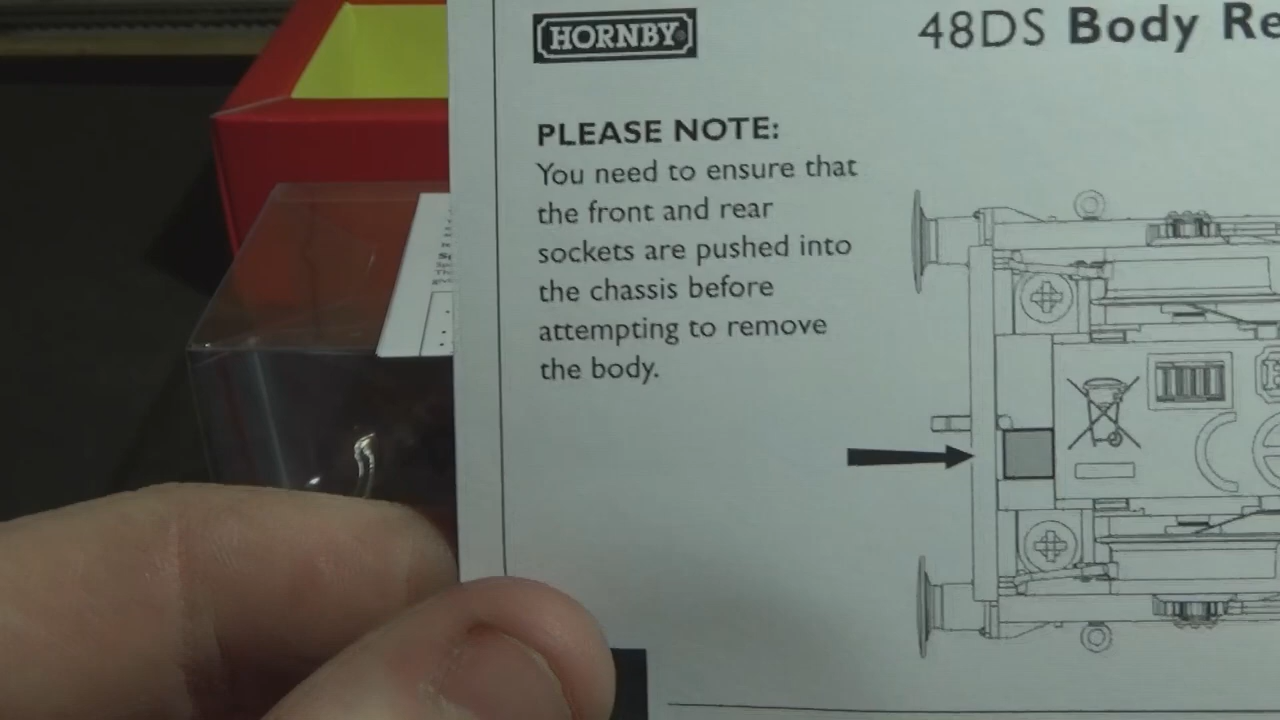 HORNBY
48DS Body Re
PLEASE NOTE:
You need to ensure that
the front and rear
sockets are pushed into
the chassis before
attempting to remove
the body.